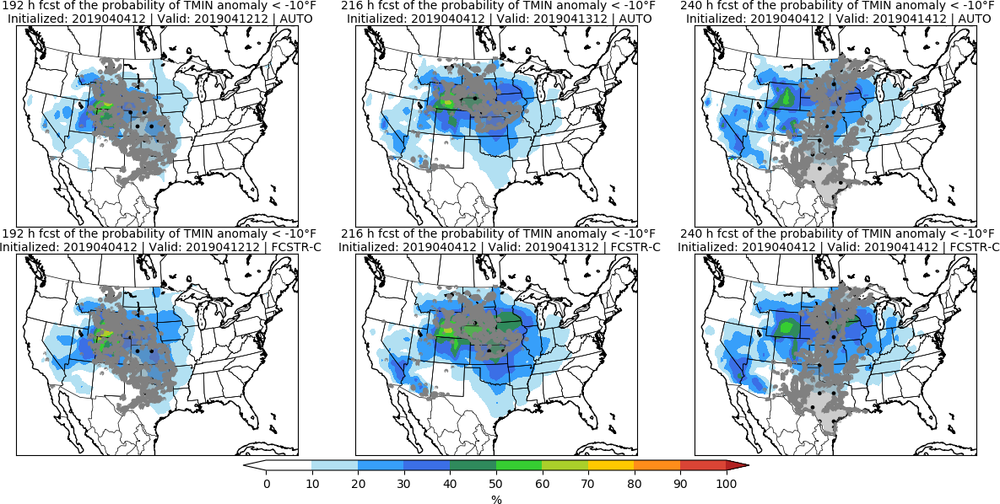 192 h fcst of the probability of TMIN anomaly < -10°F
Initialized: 2019040412 | Valid: 2019041212 | AUTO
216 h fcst of the probability of TMIN anomaly < -10°F
Initialized: 2019040412 | Valid: 2019041312 | AUTO
240 h fcst of the probability of TMIN anomaly < -10°F
Initialized: 2019040412 | Valid: 2019041412 | AUTO
192 h fcst of the probability of TMIN anomaly < -10°F
Initialized: 2019040412 | Valid: 2019041212 | FCSTR-C
216 h fcst of the probability of TMIN anomaly < -10°F
Initialized: 2019040412 | Valid: 2019041312 | FCSTR-C
240 h fcst of the probability of TMIN anomaly < -10°F
Initialized: 2019040412 | Valid: 2019041412 | FCSTR-C
0 10 20 30 40 50 60 70 80 90 100
%